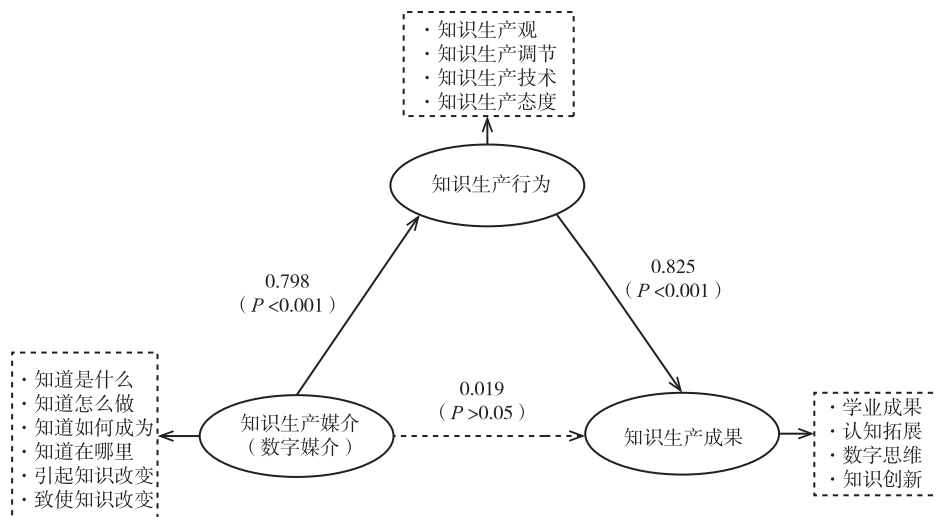 · 知识生产观
· 知识生产调节
· 知识生产技术
· 知识生产态度
知识生产行为
0.798
（P <0.001）
0.825
（P <0.001）
· 知道是什么
· 知道怎么做
· 知道如何成为
· 知道在哪里
· 引起知识改变
· 致使知识改变
知识生产媒介
（数字媒介）
0.019
（P >0.05）
知识生产成果
· 学业成果
· 认知拓展
· 数字思维
· 知识创新